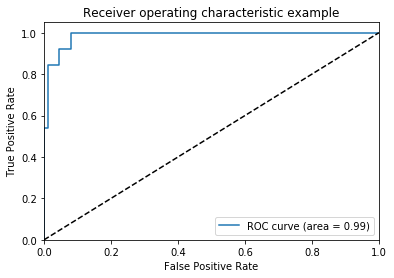 Receiver operating characteristic example
1.0
0.8
0.6
0.4
0.2
0.0
True Positive Rate
ROC curve (area = 0.99)
0.0 0.2 0.4 0.6 0.8 1.0
False Positive Rate